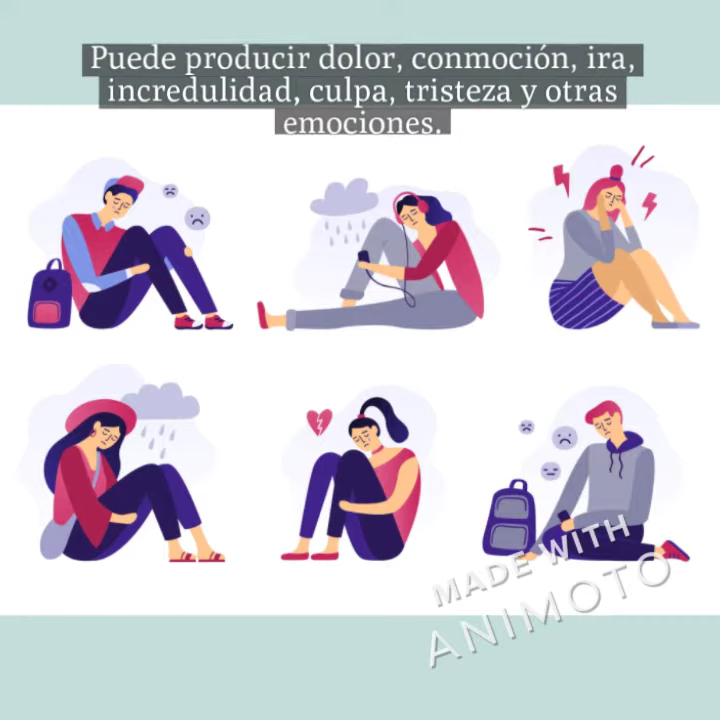 Puede producir dolor, conmoción, ira,
incredulidad, culpa, tristeza y otras
emociones.
MADE WITH
ANIMOTO